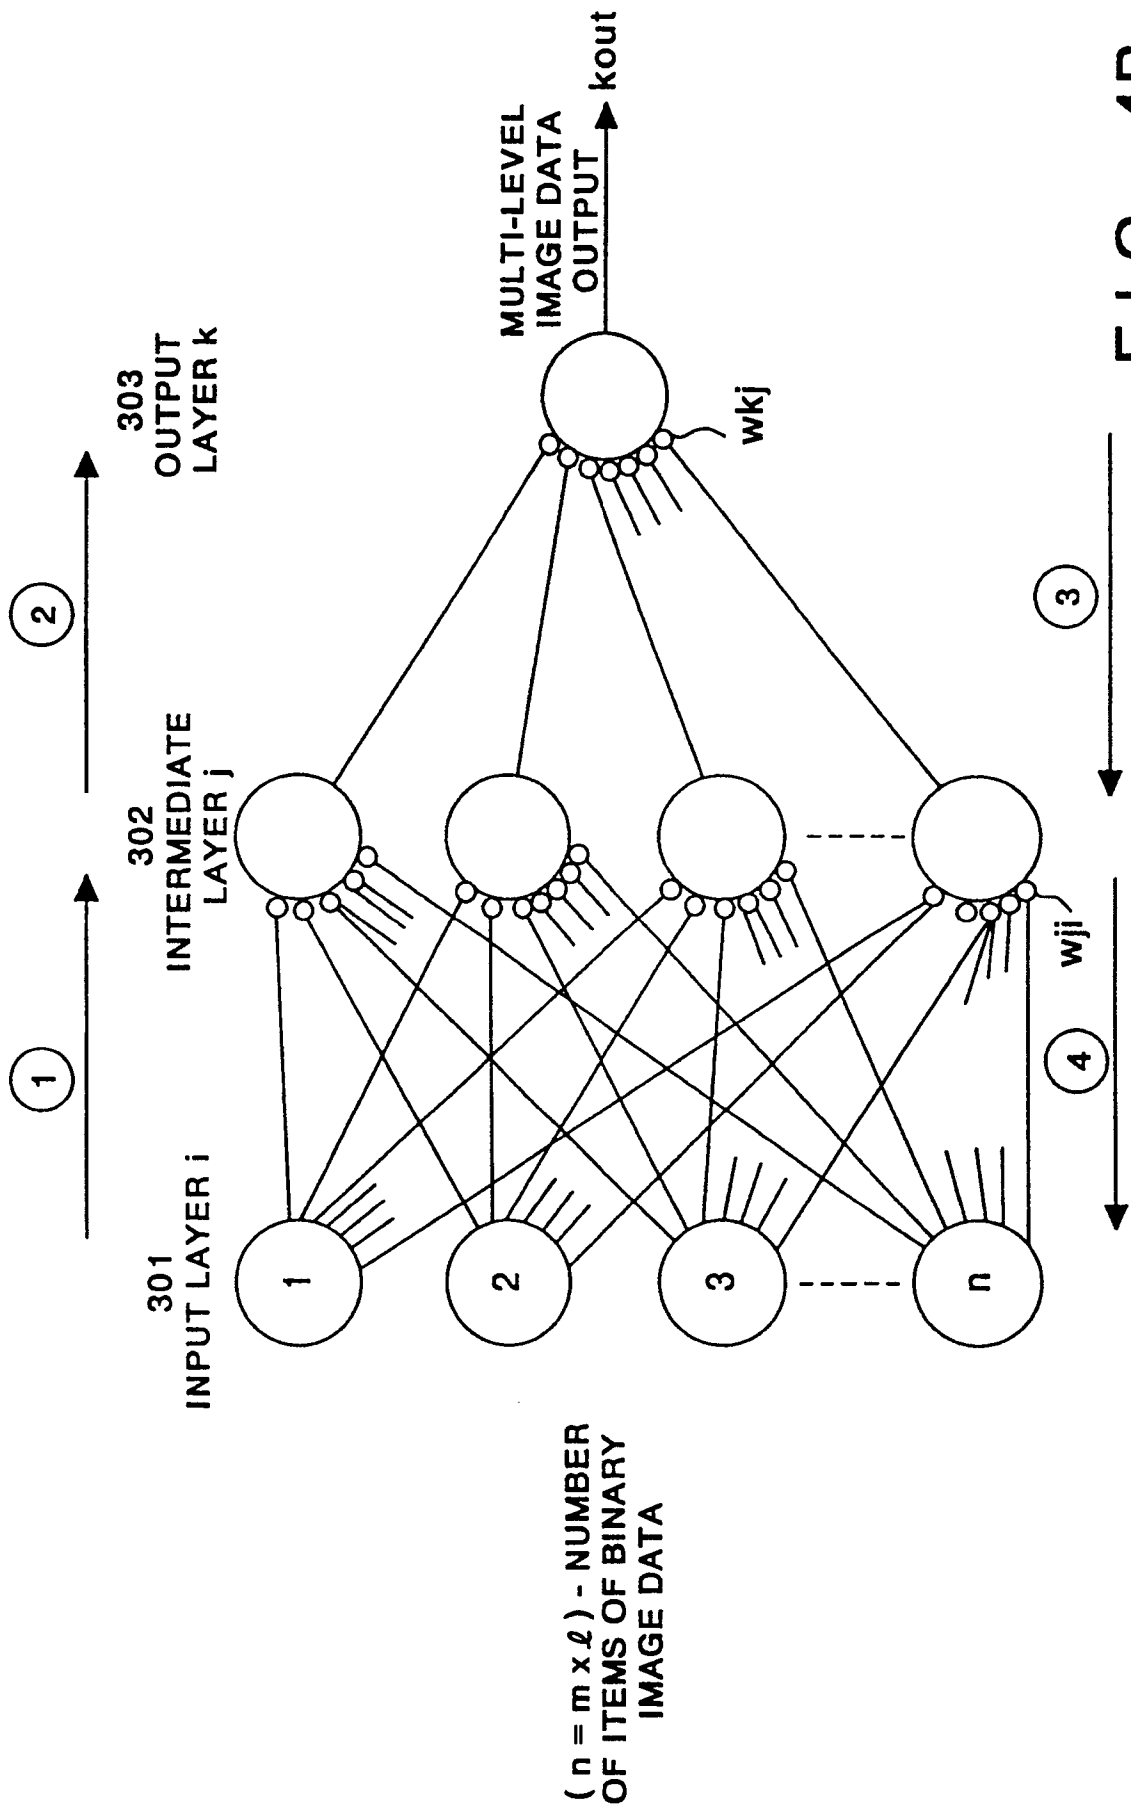 1
2
301
INPUT LAYER i
302
INTERMEDIATE
LAYER j
303
OUTPUT
LAYER k
(n = m x ℓ) - NUMBER
OF ITEMS OF BINARY
IMAGE DATA
1
2
3
n
MULTI-LEVEL
IMAGE DATA
OUTPUT
kout
wkj
wji
4
3